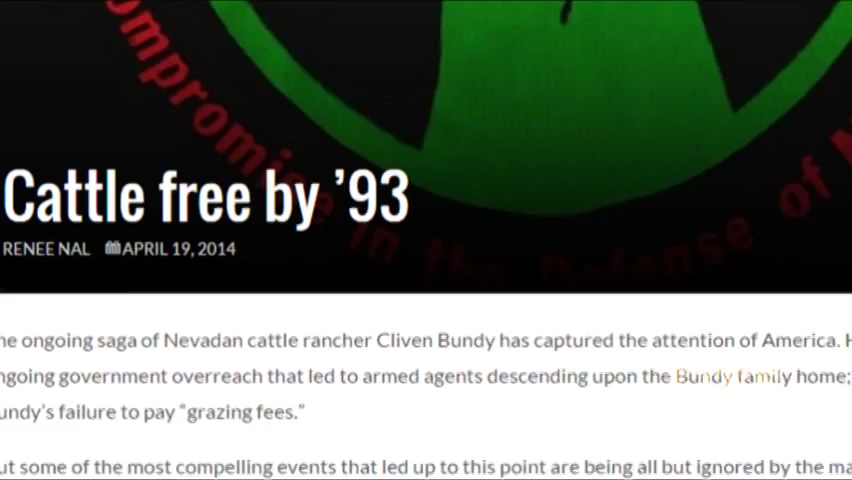 ompromise in the Defense of M
Cattle free by ’93
RENEE NAL APRIL 19, 2014
he ongoing saga of Nevadan cattle rancher Cliven Bundy has captured the attention of America. H
ngoing government overreach that led to armed agents descending upon the Bundy family home;
undy’s failure to pay “grazing fees.”
ut some of the most compelling events that led up to this point are being all but ignored by the ma